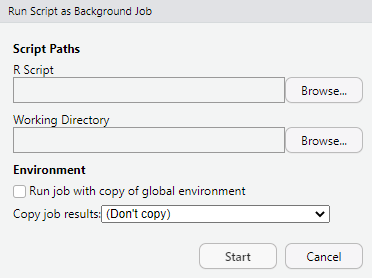 Run Script as Background Job
Script Paths
R Script
Browse...
Working Directory
Browse...
Environment
Run job with copy of global environment
Copy job results: (Don't copy)
Start Cancel